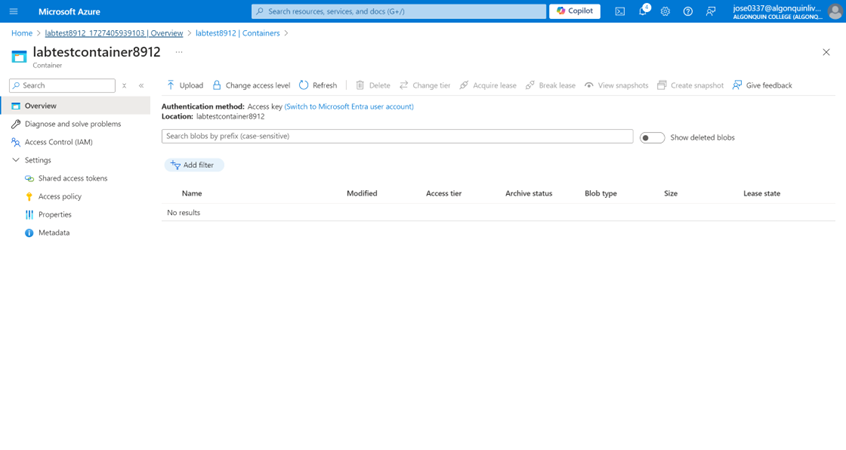 Microsoft Azure
Search resources, services, and docs (G+/)
Copilot
4
jose0337@algonquinliv...
ALGONQUIN COLLEGE (ALGONQ...
Home > labtest8912_1727405939103 | Overview > labtest8912 | Containers >
labtestcontainer8912 ...
Container
Search
Overview
Diagnose and solve problems
Access Control (IAM)
Settings
Shared access tokens
Access policy
Properties
Metadata
Upload Change access level Refresh Delete Change tier Acquire lease Break lease View snapshots Create snapshot Give feedback
Authentication method: Access key (Switch to Microsoft Entra user account)
Location: labtestcontainer8912
Search blobs by prefix (case-sensitive)
Show deleted blobs
Add filter
Name Modified Access tier Archive status Blob type Size Lease state
No results